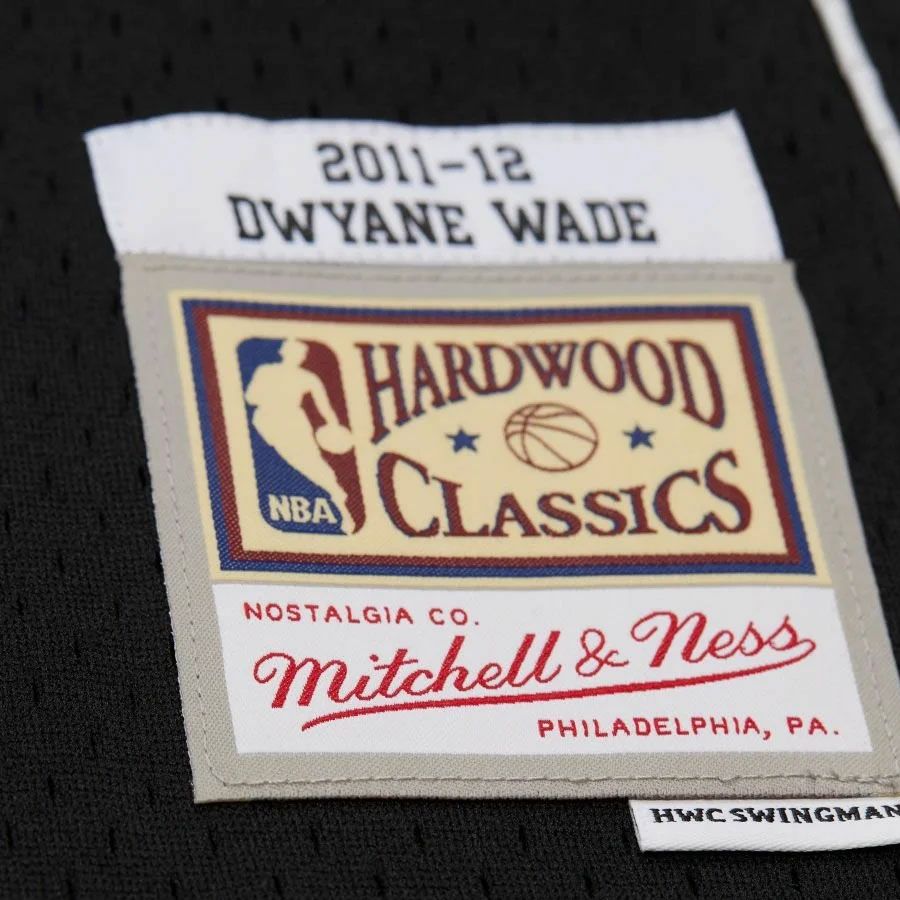 2011-12
DWYANE WADE
HARDWOOD
CLASSICS
NBA
NOSTALGIA CO.
Mitchell & Ness
PHILADELPHIA, PA.
HWC SWINGMAN